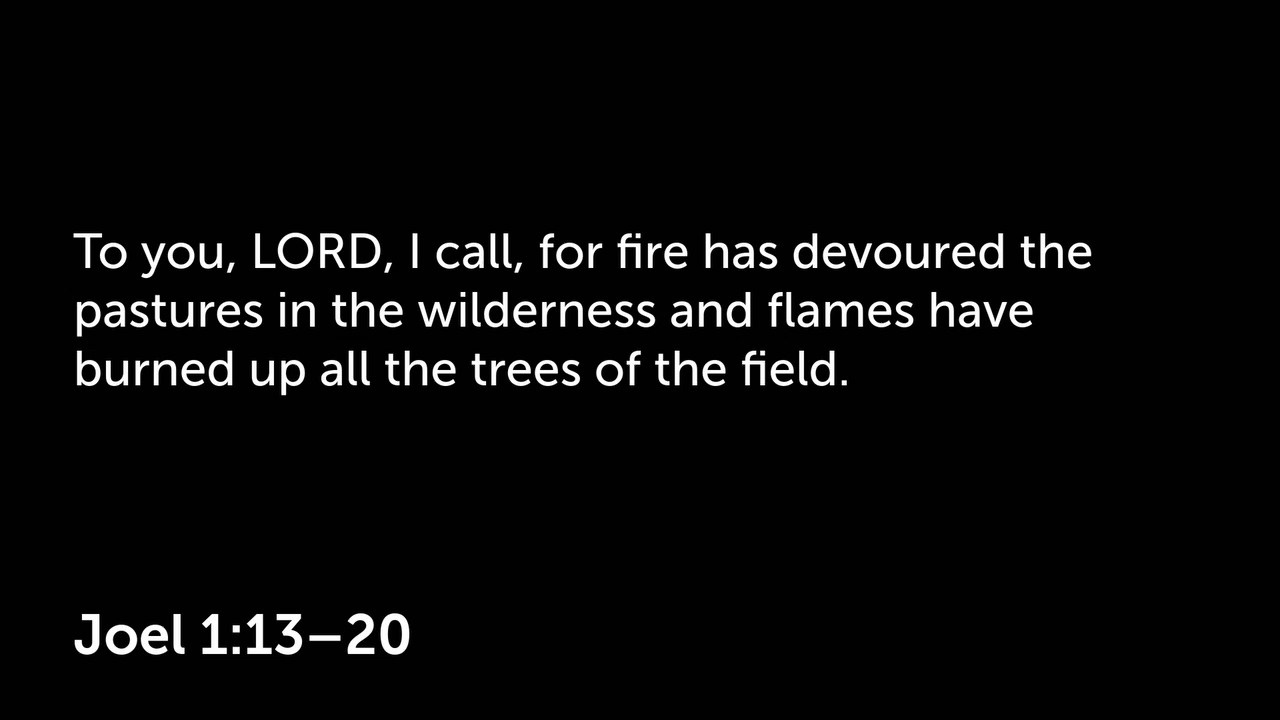 To you, LORD, I call, for fire has devoured the
pastures in the wilderness and flames have
burned up all the trees of the field.
Joel 1:13–20